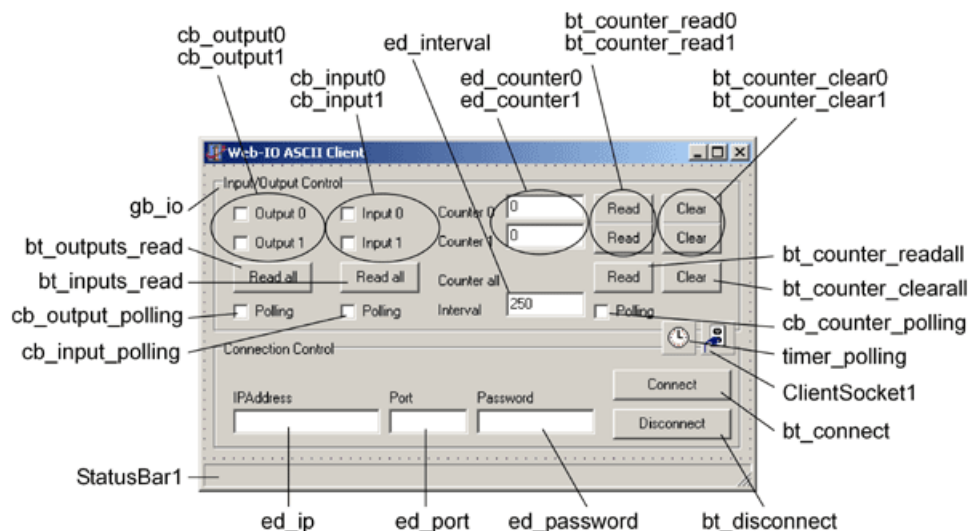 cb_output0
cb_output1
cb_input0
cb_input1
ed_interval
ed_counter0
ed_counter1
bt_counter_read0
bt_counter_read1
bt_counter_clear0
bt_counter_clear1
Web-IO ASCII Client
gb_io
Input/Output Control
Output 0
Input 0
Counter 0
0
Read
Clear
Output 1
Input 1
Counter 1
0
Read
Clear
bt_outputs_read
bt_inputs_read
Read all
Read all
Counter all
Read
Clear
bt_counter_readall
bt_counter_clearall
cb_output_polling
cb_input_polling
Polling
Polling
Interval
250
Polling
cb_counter_polling
timer_polling
ClientSocket1
Connection Control
IPAddress
Port
Password
Connect
Disconnect
bt_connect
StatusBar1
ed_ip
ed_port
ed_password
bt_disconnect